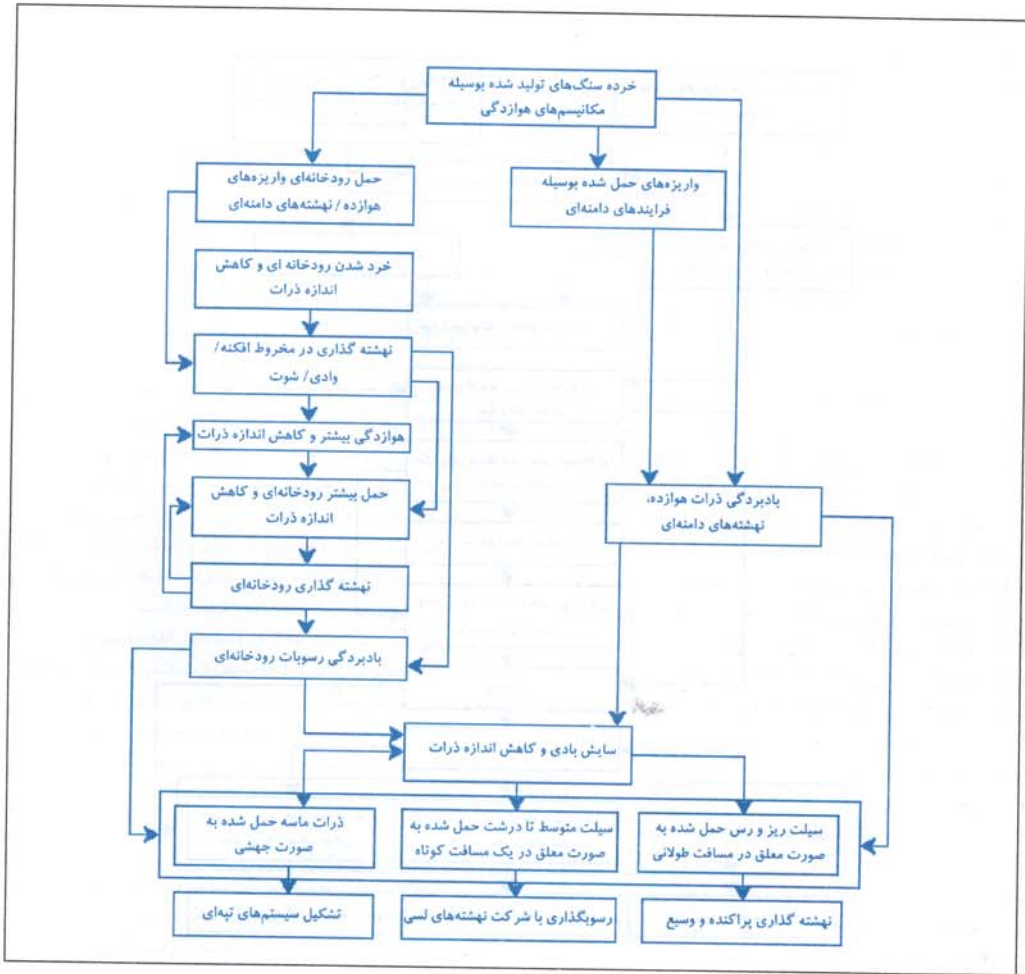 خرده سنگ‌های تولید شده بوسیله
مکانیسم‌های هوازدگی
حمل رودخانه‌ای واریزه‌های
هوازده / نهشته‌های دامنه‌ای
واریزه‌های حمل شده بوسیله
فرایندهای دامنه‌ای
خرد شدن رودخانه ای و کاهش
اندازه ذرات
نهشته گذاری در مخروط افکنه/
وادی/ شوت
هوازدگی بیشتر و کاهش اندازه ذرات
حمل بیشتر رودخانه‌ای و کاهش
اندازه ذرات
بادبردگی ذرات هوازده،
نهشته‌های دامنه‌ای
نهشته گذاری رودخانه‌ای
بادبردگی رسوبات رودخانه‌ای
سایش بادی و کاهش اندازه ذرات
سیلت ریز و رس حمل شده به
صورت معلق در مسافت طولانی
سیلت متوسط تا درشت حمل شده به
صورت معلق در یک مسافت کوتاه
ذرات ماسه حمل شده به
صورت جهشی
نهشته گذاری پراکنده و وسیع
رسوبگذاری با شرکت نهشته‌های لسی
تشکیل سیستم‌های تپه‌ای